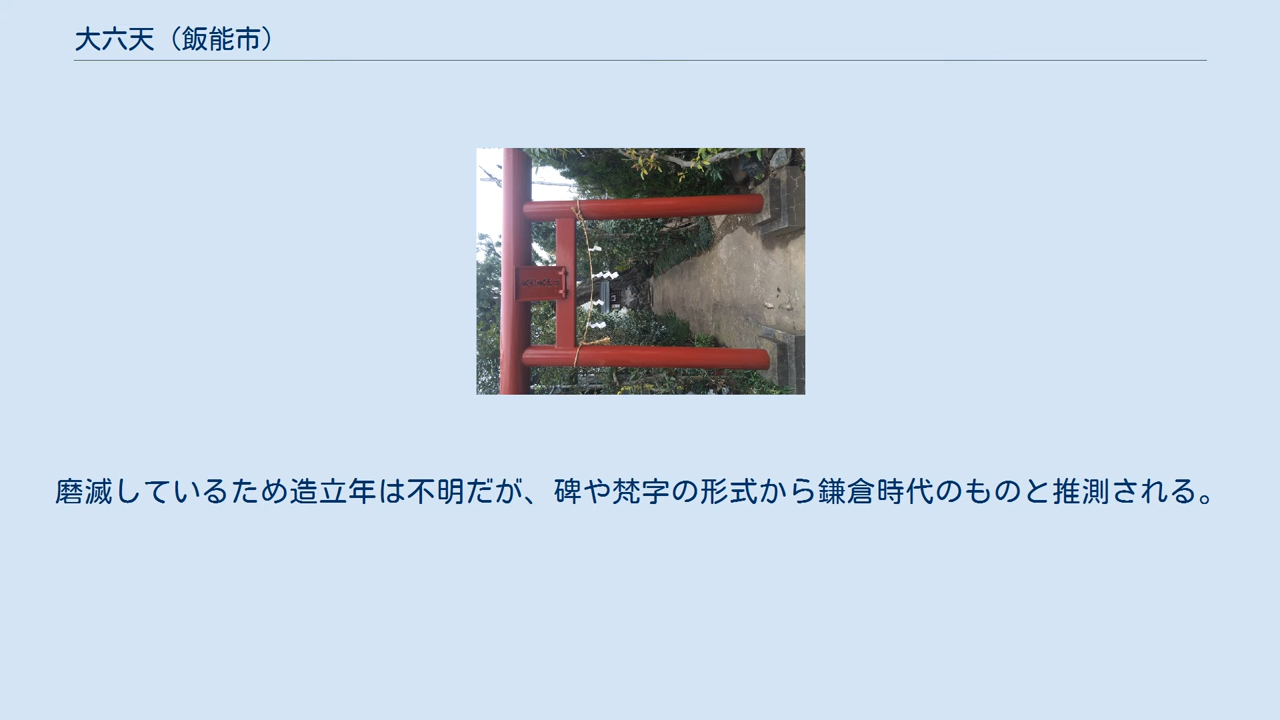 大六天（飯能市）
磨滅しているため造立年は不明だが、碑や梵字の形式から鎌倉時代のものと推測される。